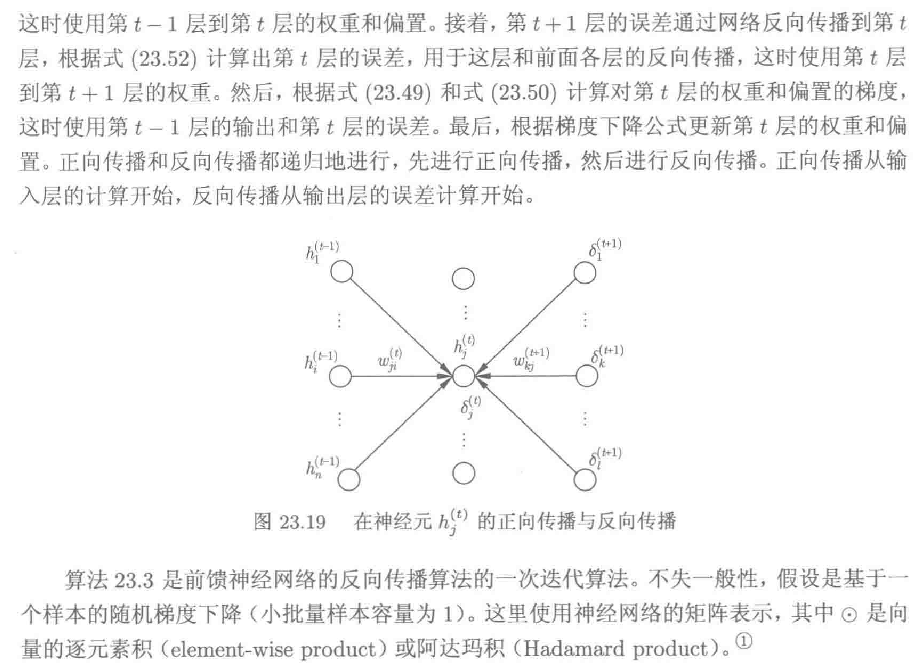 这时使用第 t − 1 层到第 t 层的权重和偏置。接着，第 t + 1 层的误差通过网络反向传播到第 t
层，根据式 (23.52) 计算出第 t 层的误差，用于这层和前面各层的反向传播，这时使用第 t 层
到第 t + 1 层的权重。然后，根据式 (23.49) 和式 (23.50) 计算对第 t 层的权重和偏置的梯度，
这时使用第 t − 1 层的输出和第 t 层的误差。最后，根据梯度下降公式更新第 t 层的权重和偏
置。正向传播和反向传播都递归地进行，先进行正向传播，然后进行反向传播。正向传播从输
入层的计算开始，反向传播从输出层的误差计算开始。
h_1^{(t-1)} δ_1^{(t+1)}
⋮ ⋮ ⋮
h_j^{(t)}
h_i^{(t-1)} w_{ji}^{(t)} w_{kj}^{(t+1)} δ_k^{(t+1)}
δ_j^{(t)}
⋮ ⋮ ⋮
h_n^{(t-1)} δ_l^{(t+1)}
图 23.19 在神经元 h_j^{(t)} 的正向传播与反向传播
算法 23.3 是前馈神经网络的反向传播算法的一次迭代算法。不失一般性，假设是基于一
个样本的随机梯度下降（小批量样本容量为 1）。这里使用神经网络的矩阵表示，其中 ⊙ 是向
量的逐元素积（element-wise product）或阿达玛积（Hadamard product）。①